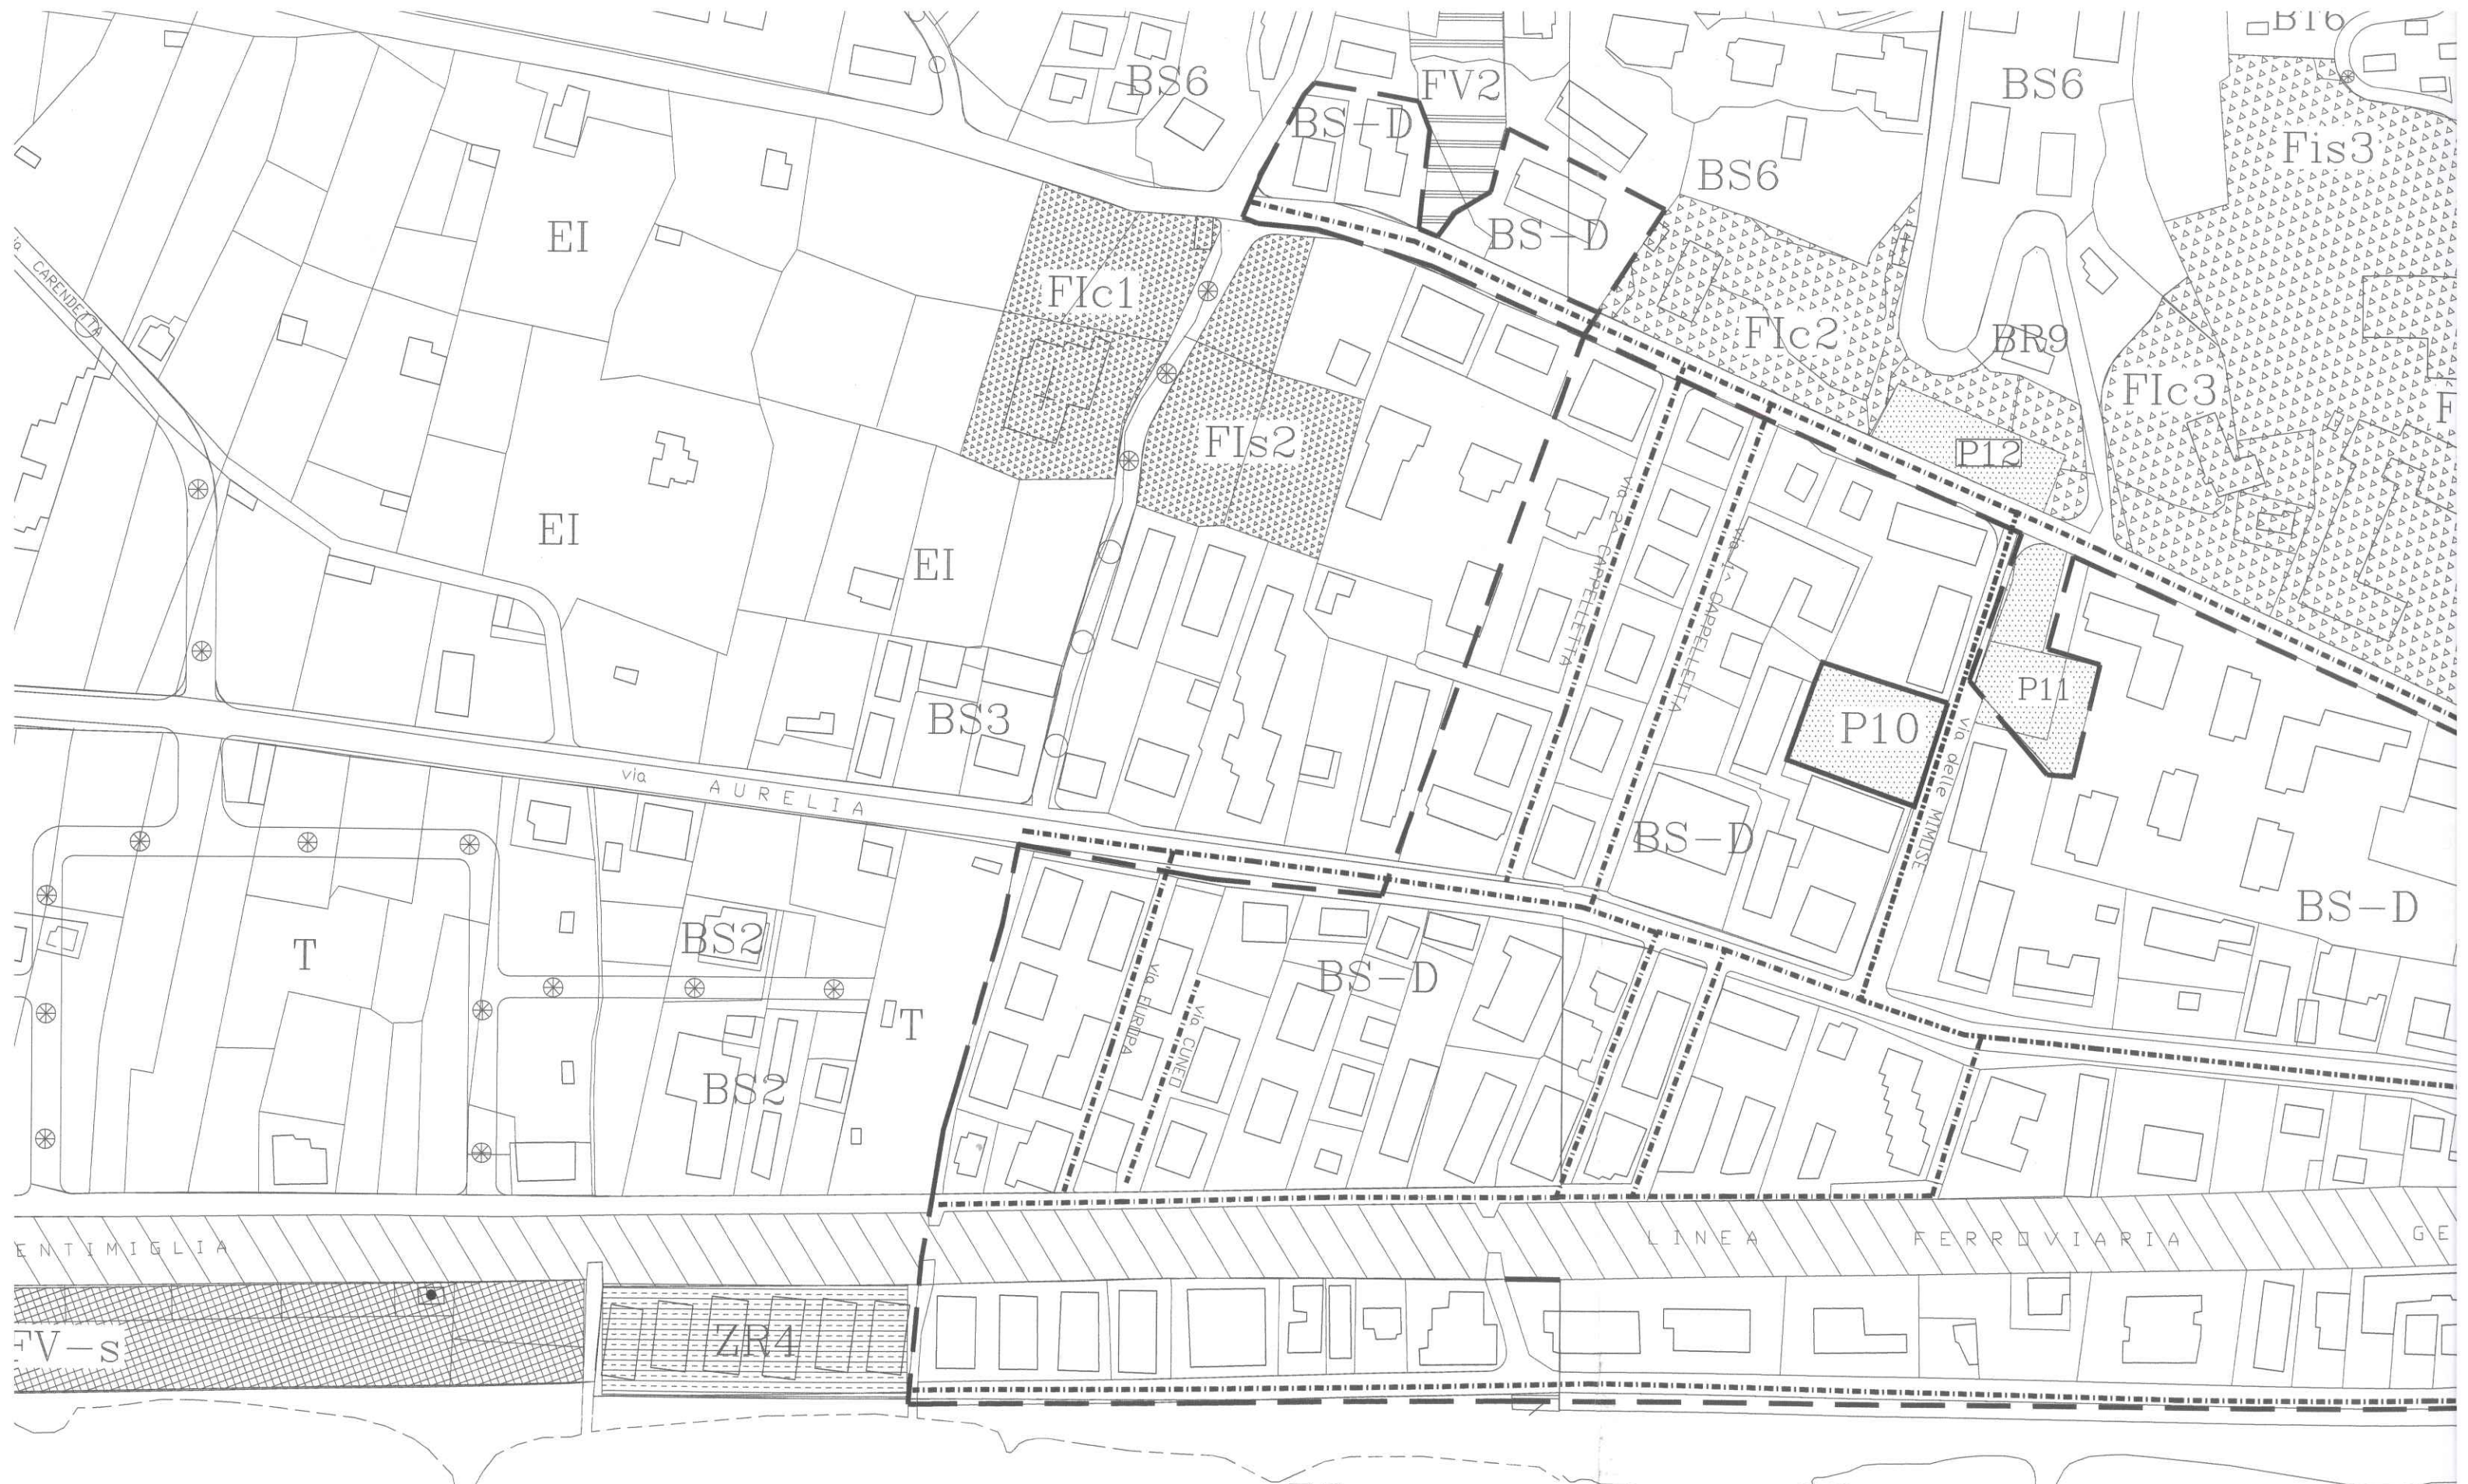 BT6
BS6
FV2
BS6
BS-D
Fis3
BS6
EI
BS-D
CARENDETTA
FIc1
FIc2
BR9
FIc3
F
FIs2
P12
EI
via 2^ CAPPELLETTA
via 1^ CAPPELLETTA
EI
P11
BS3
P10
via delle MIMOSE
via AURELIA
BS-D
BS-D
BS2
T
BS-D
via EUROPA
via CUNEO
T
BS2
ENTIMIGLIA
LINEA FERROVIARIA GE
FV-s
ZR4